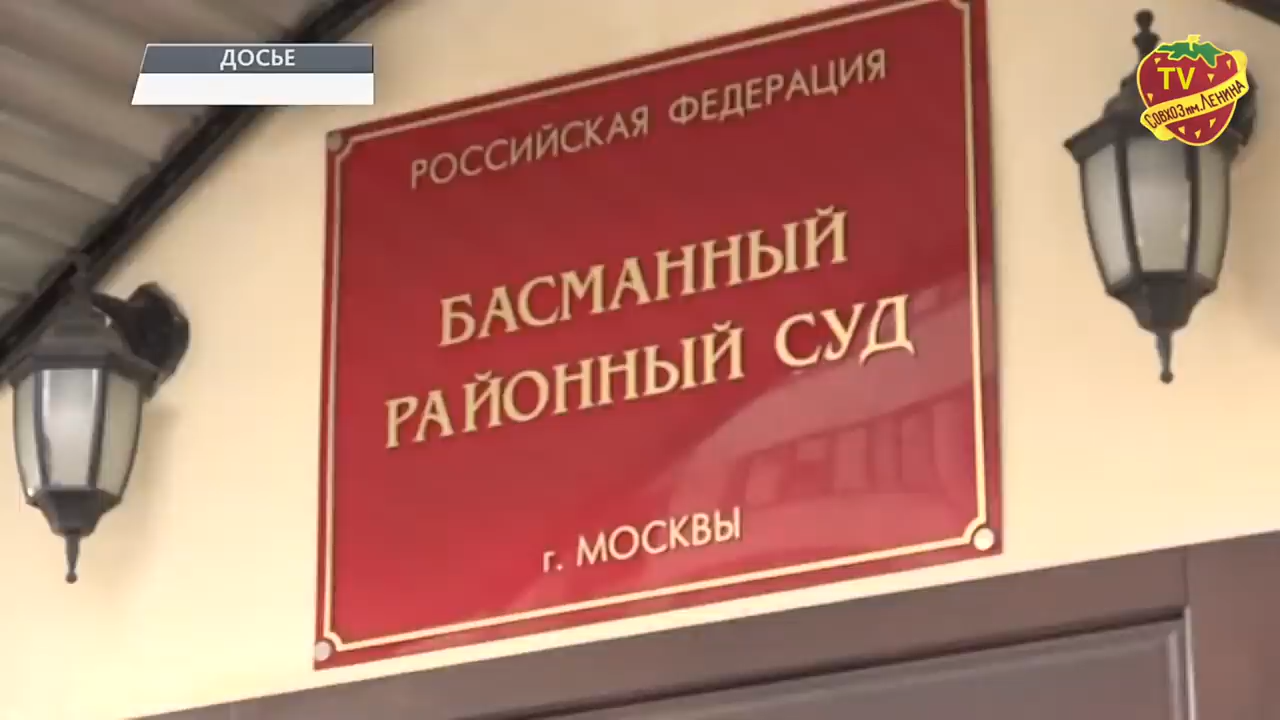 ДОСЬЕ
TV
СОВХОЗ им. ЛЕНИНА
РОССИЙСКАЯ ФЕДЕРАЦИЯ
БАСМАННЫЙ
РАЙОННЫЙ СУД
г. МОСКВЫ